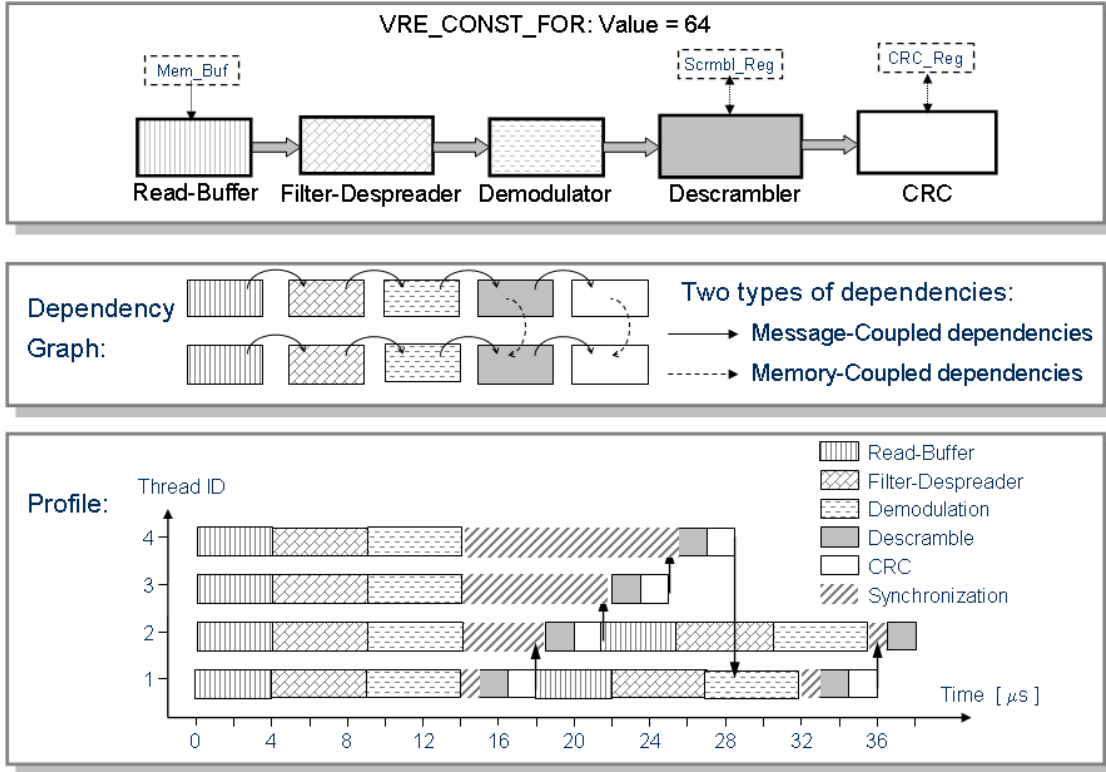 VRE_CONST_FOR: Value = 64
Mem_Buf
Scrmbl_Reg
CRC_Reg
Read-Buffer
Filter-Despreader
Demodulator
Descrambler
CRC
Dependency
Graph:
Two types of dependencies:
Message-Coupled dependencies
Memory-Coupled dependencies
Profile:
Thread ID
Read-Buffer
Filter-Despreader
Demodulation
Descramble
CRC
Synchronization
4
3
2
1
Time [ μs ]
0 4 8 12 16 20 24 28 32 36